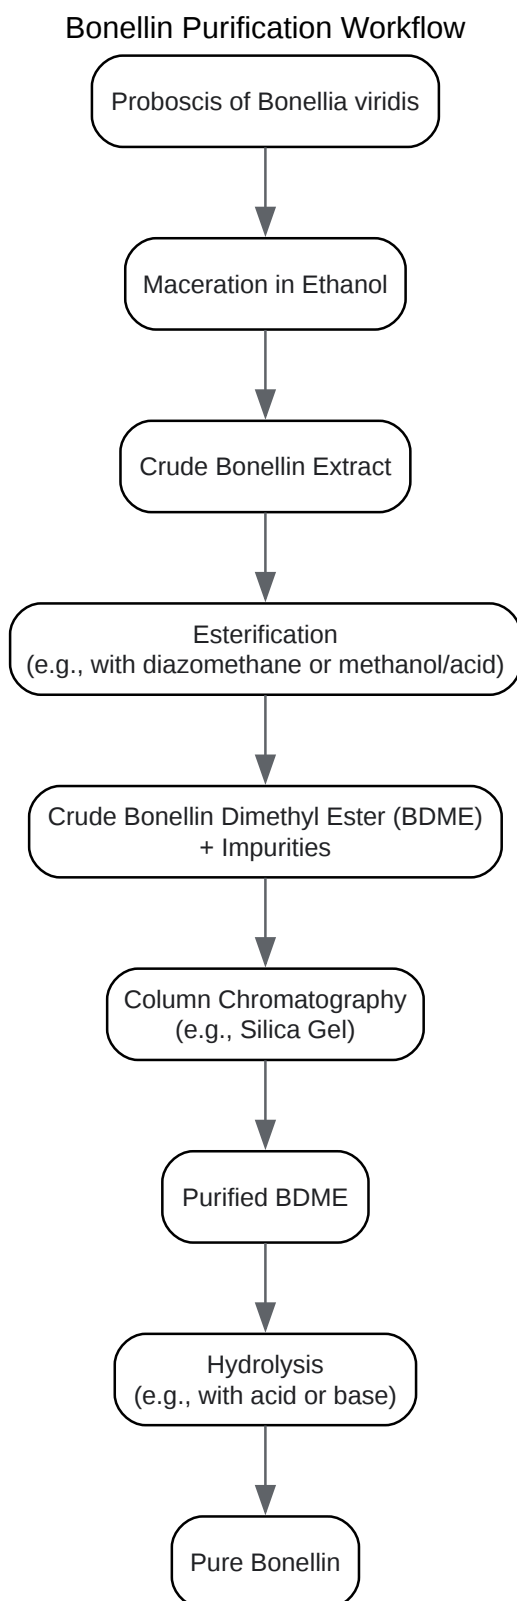 Bonellin Purification Workflow
Proboscis of Bonellia viridis
Maceration in Ethanol
Crude Bonellin Extract
Esterification
(e.g., with diazomethane or methanol/acid)
Crude Bonellin Dimethyl Ester (BDME)
+ Impurities
Column Chromatography
(e.g., Silica Gel)
Purified BDME
Hydrolysis
(e.g., with acid or base)
Pure Bonellin